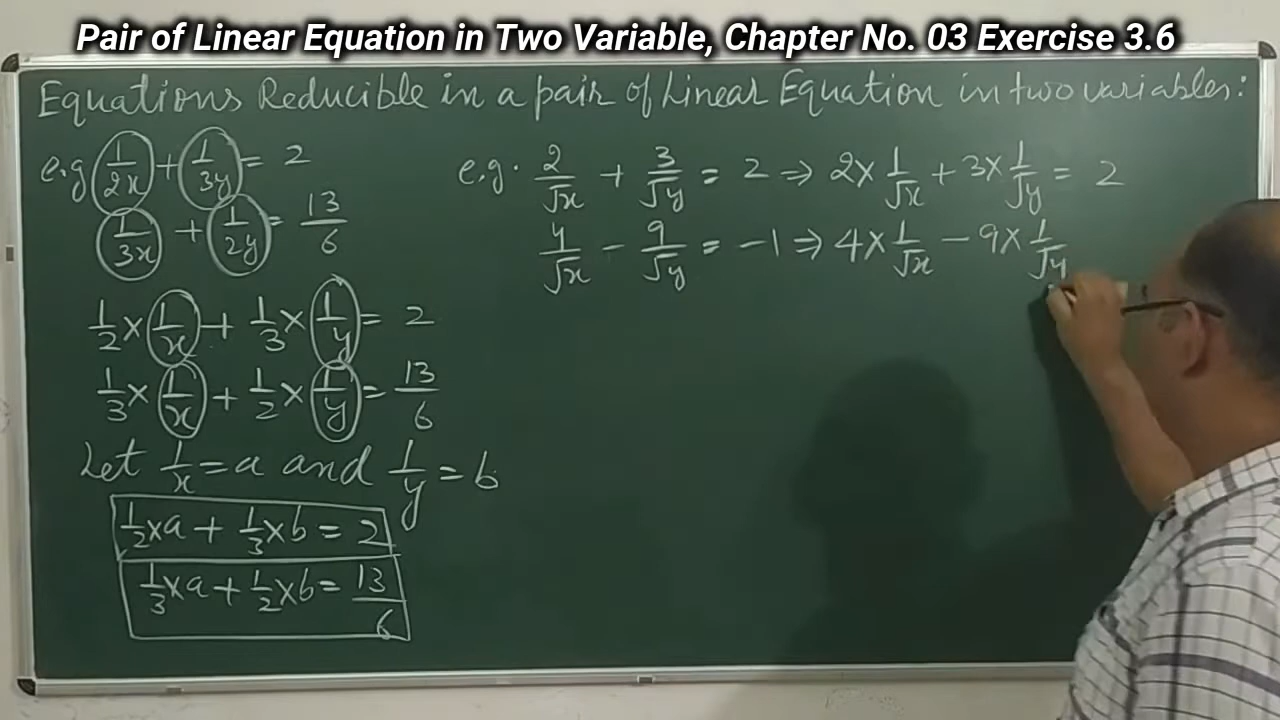 Pair of Linear Equation in Two Variable, Chapter No. 03 Exercise 3.6
Equations Reducible in a pair of Linear Equation in two variables:
e.g 1/2x + 1/3y = 2
1/3x + 1/2y = 13/6
1/2 × 1/x + 1/3 × 1/y = 2
1/3 × 1/x + 1/2 × 1/y = 13/6
Let 1/x = a and 1/y = b
1/2 × a + 1/3 × b = 2
1/3 × a + 1/2 × b = 13/6
e.g. 2/√x + 3/√y = 2 ⇒ 2 × 1/√x + 3 × 1/√y = 2
4/√x − 9/√y = −1 ⇒ 4 × 1/√x − 9 × 1/√y